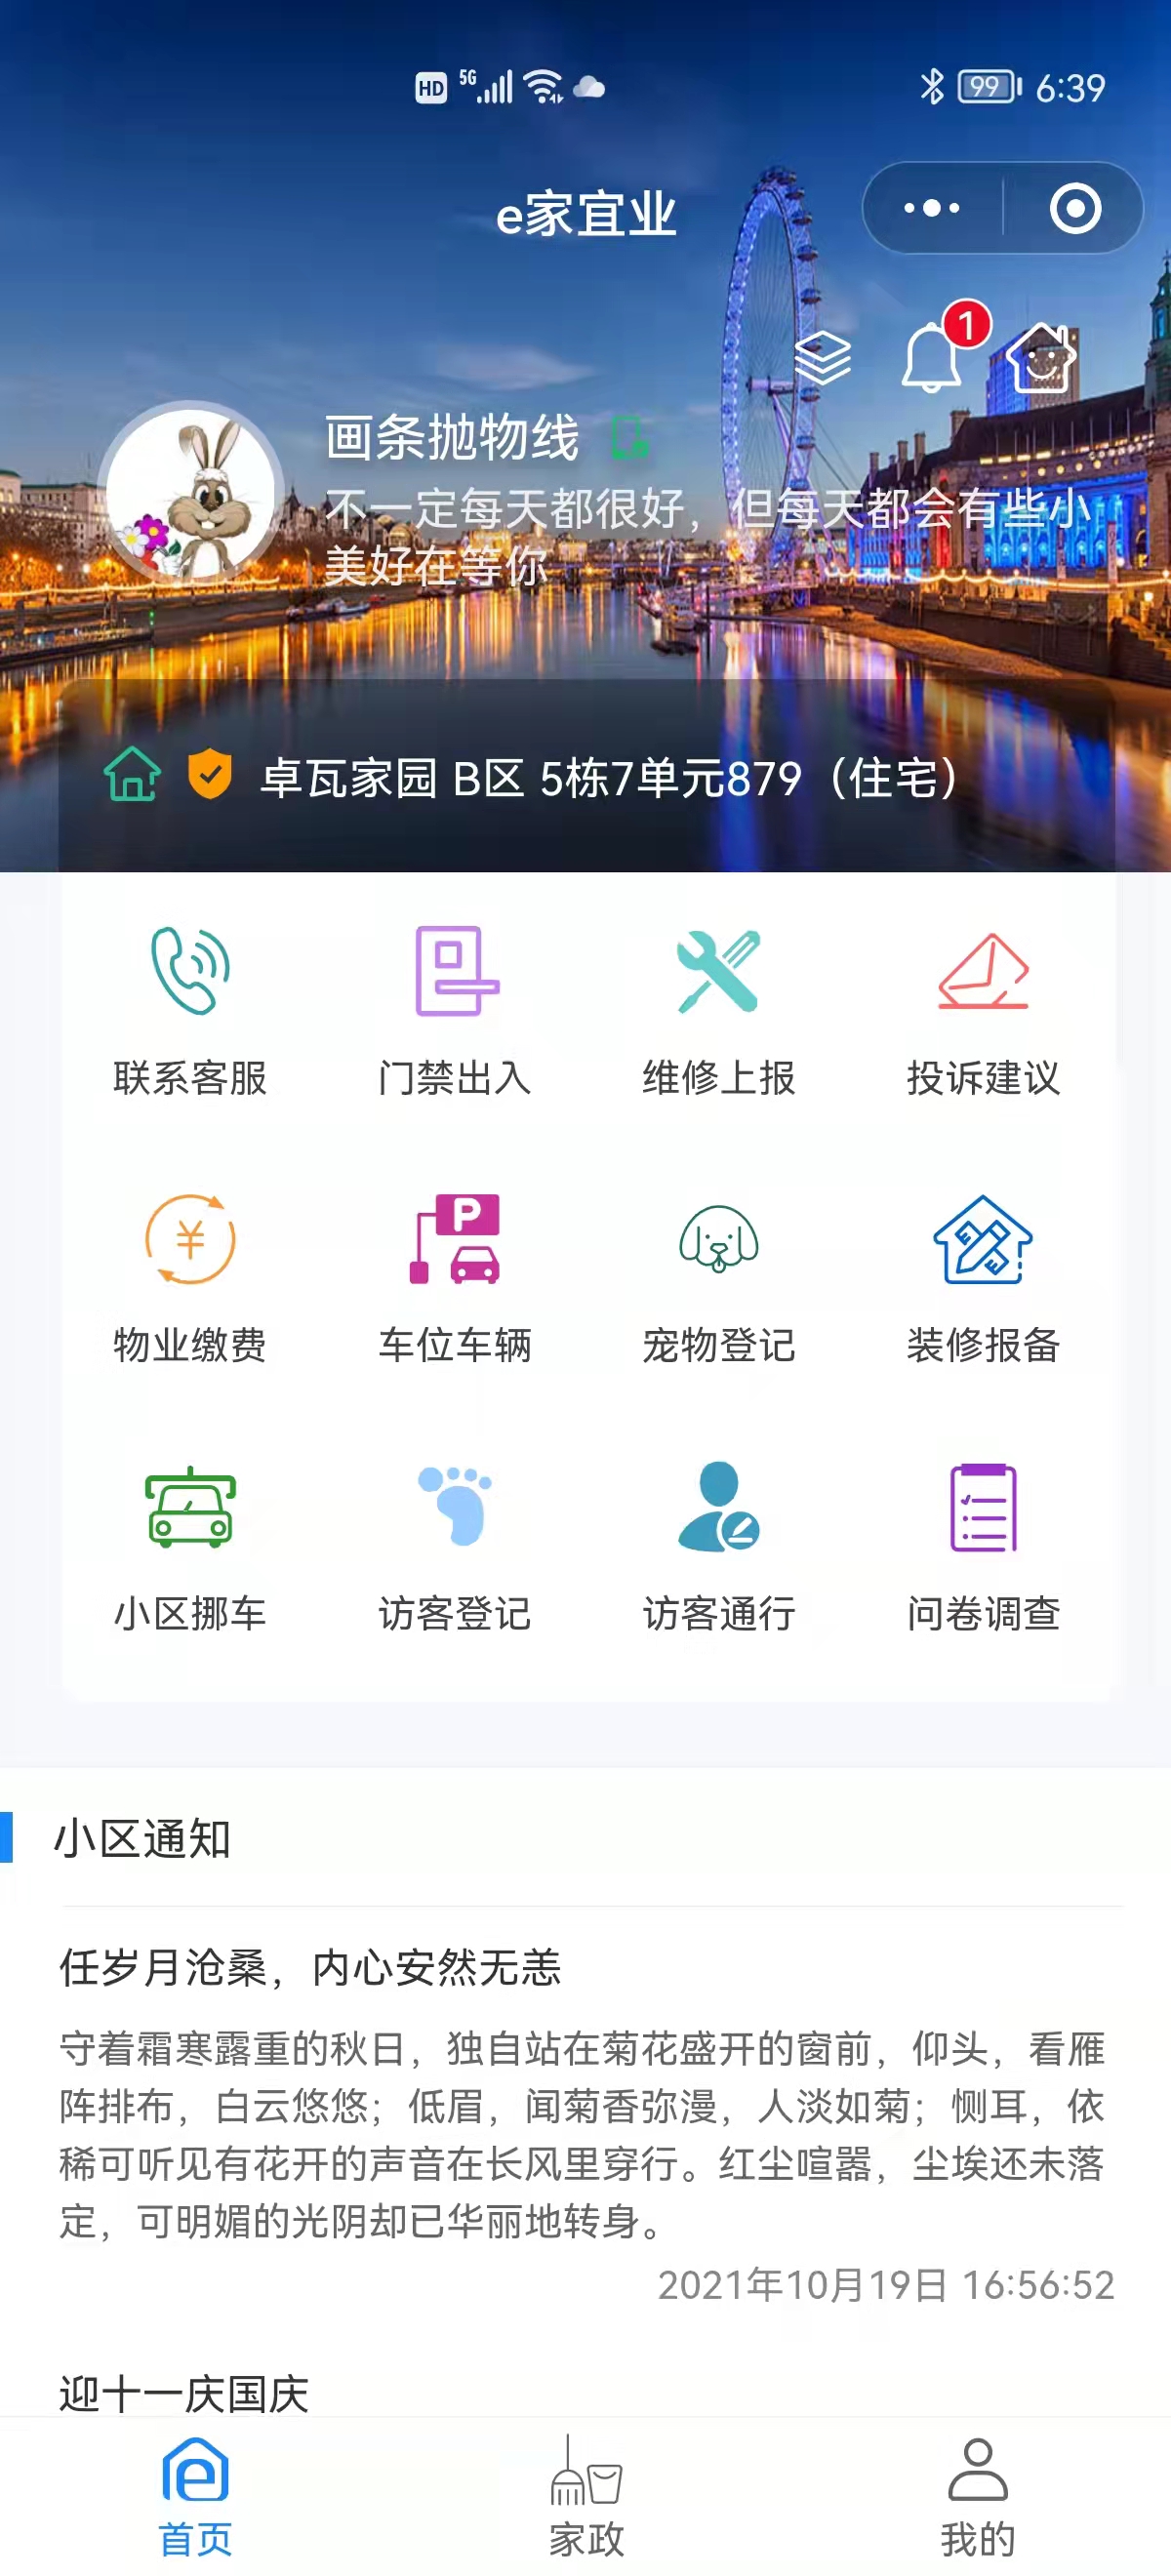 HD 5G 99 6:39
e家宜业
1
画条抛物线
不一定每天都很好，但每天都会有些小
美好在等你
卓瓦家园 B区 5栋7单元879（住宅）
联系客服 门禁出入 维修上报 投诉建议
¥ P
物业缴费 车位车辆 宠物登记 装修报备
小区挪车 访客登记 访客通行 问卷调查
小区通知
任岁月沧桑，内心安然无恙
守着霜寒露重的秋日，独自站在菊花盛开的窗前，仰头，看雁
阵排布，白云悠悠；低眉，闻菊香弥漫，人淡如菊；恻耳，依
稀可听见有花开的声音在长风里穿行。红尘喧嚣，尘埃还未落
定，可明媚的光阴却已华丽地转身。
2021年10月19日 16:56:52
迎十一庆国庆
e
首页 家政 我的